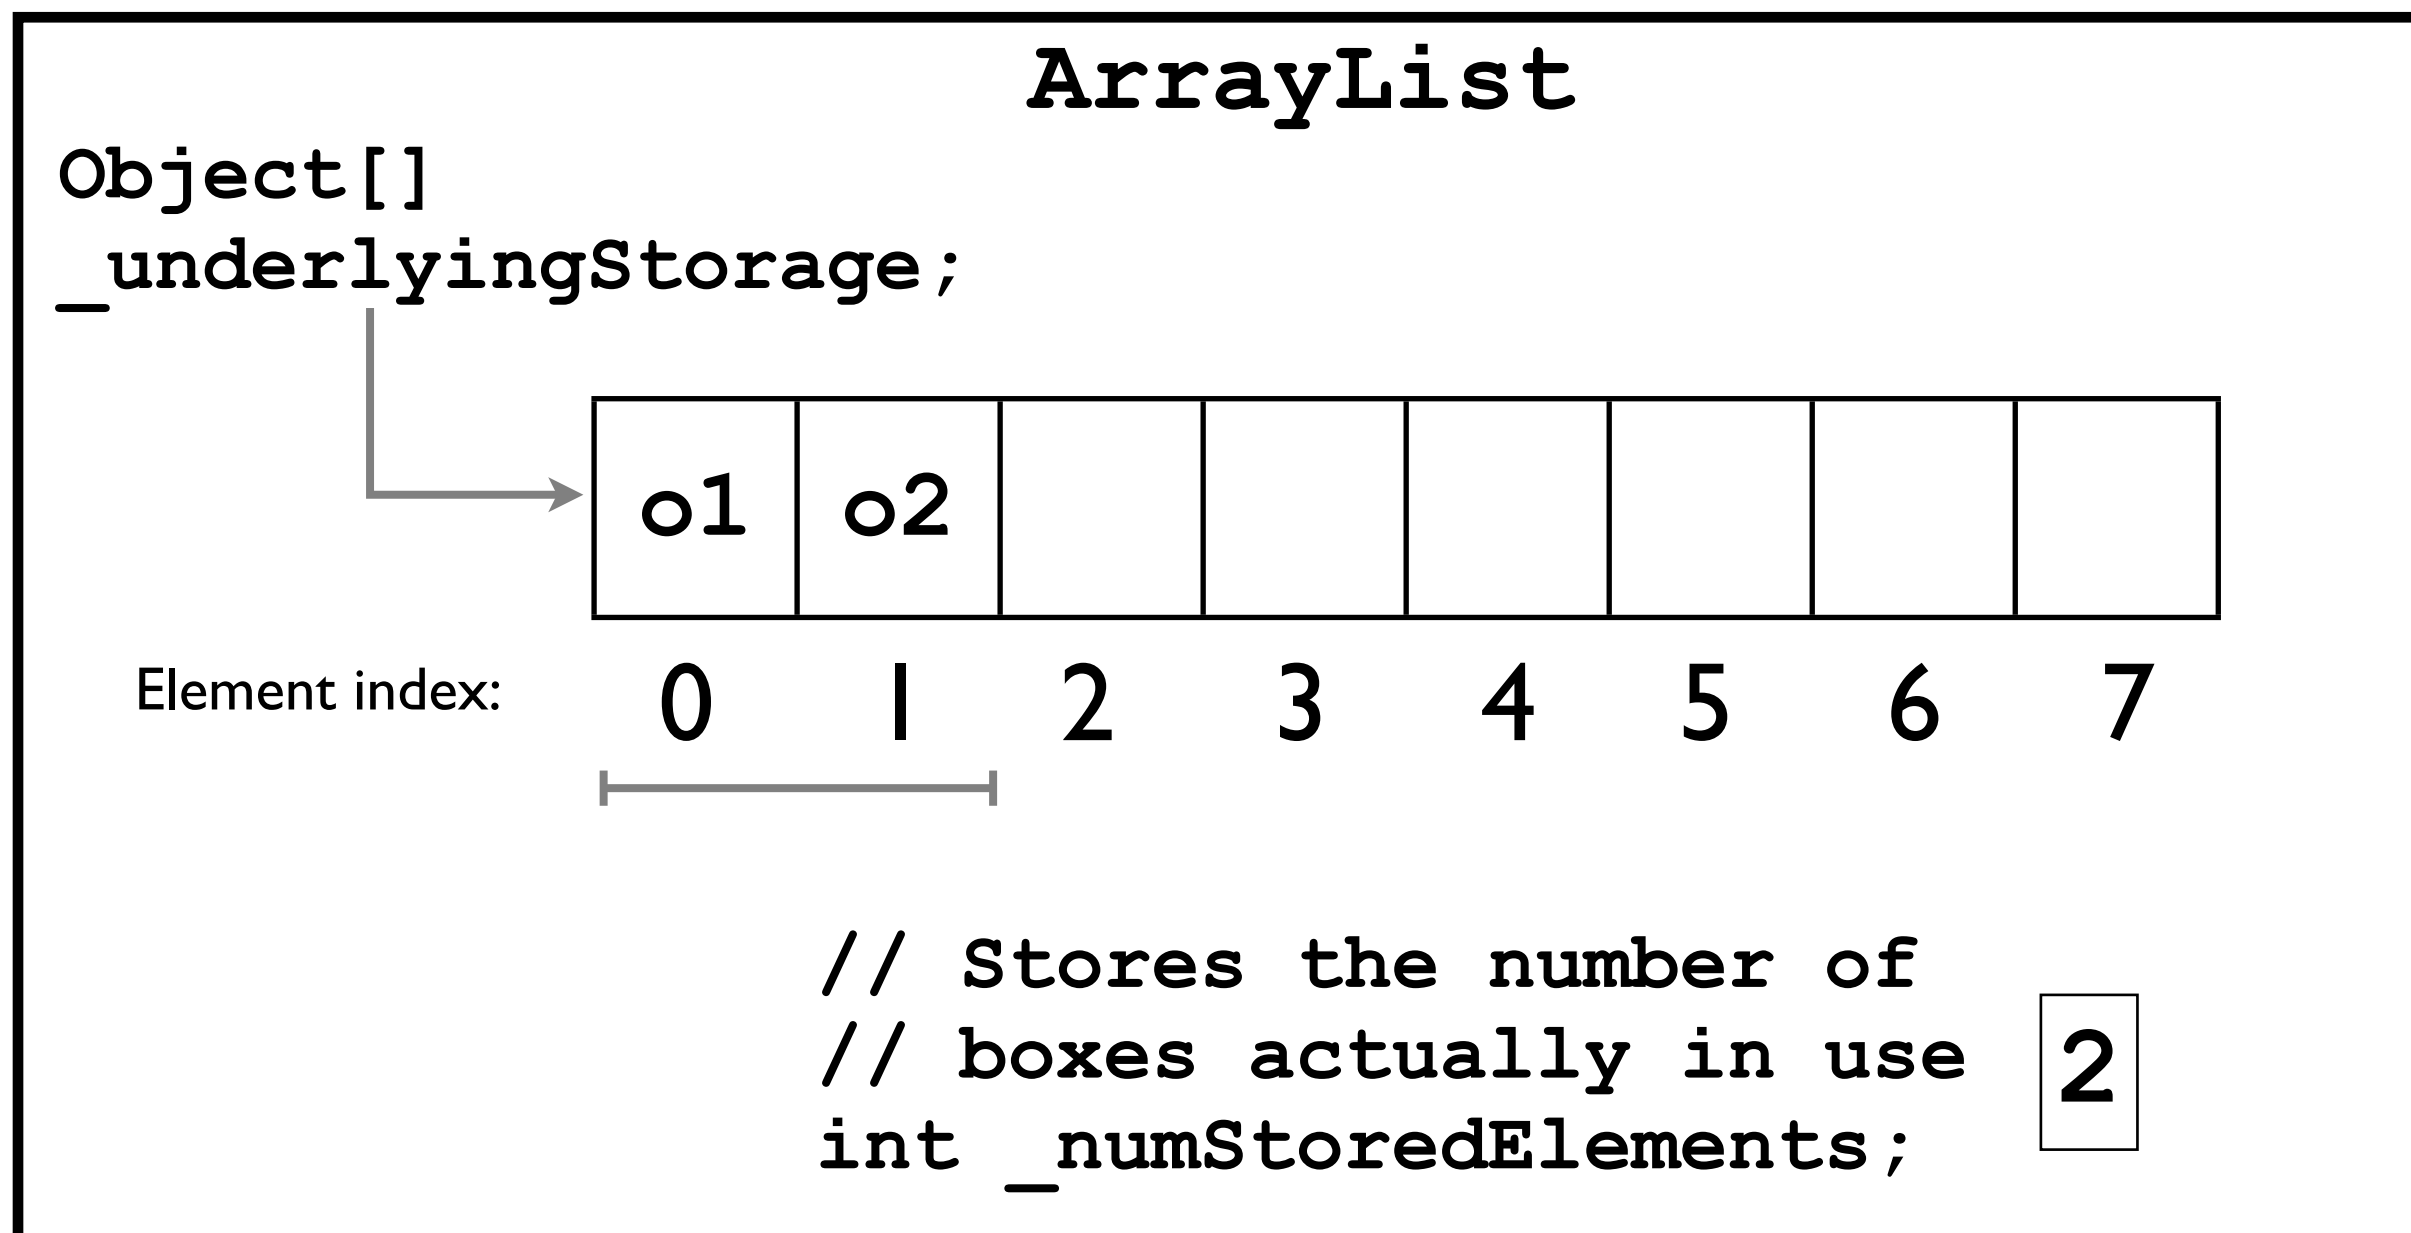 ArrayList
Object[]
_underlyingStorage;
o1 o2
Element index: 0 1 2 3 4 5 6 7
// Stores the number of
// boxes actually in use
2
int _numStoredElements;